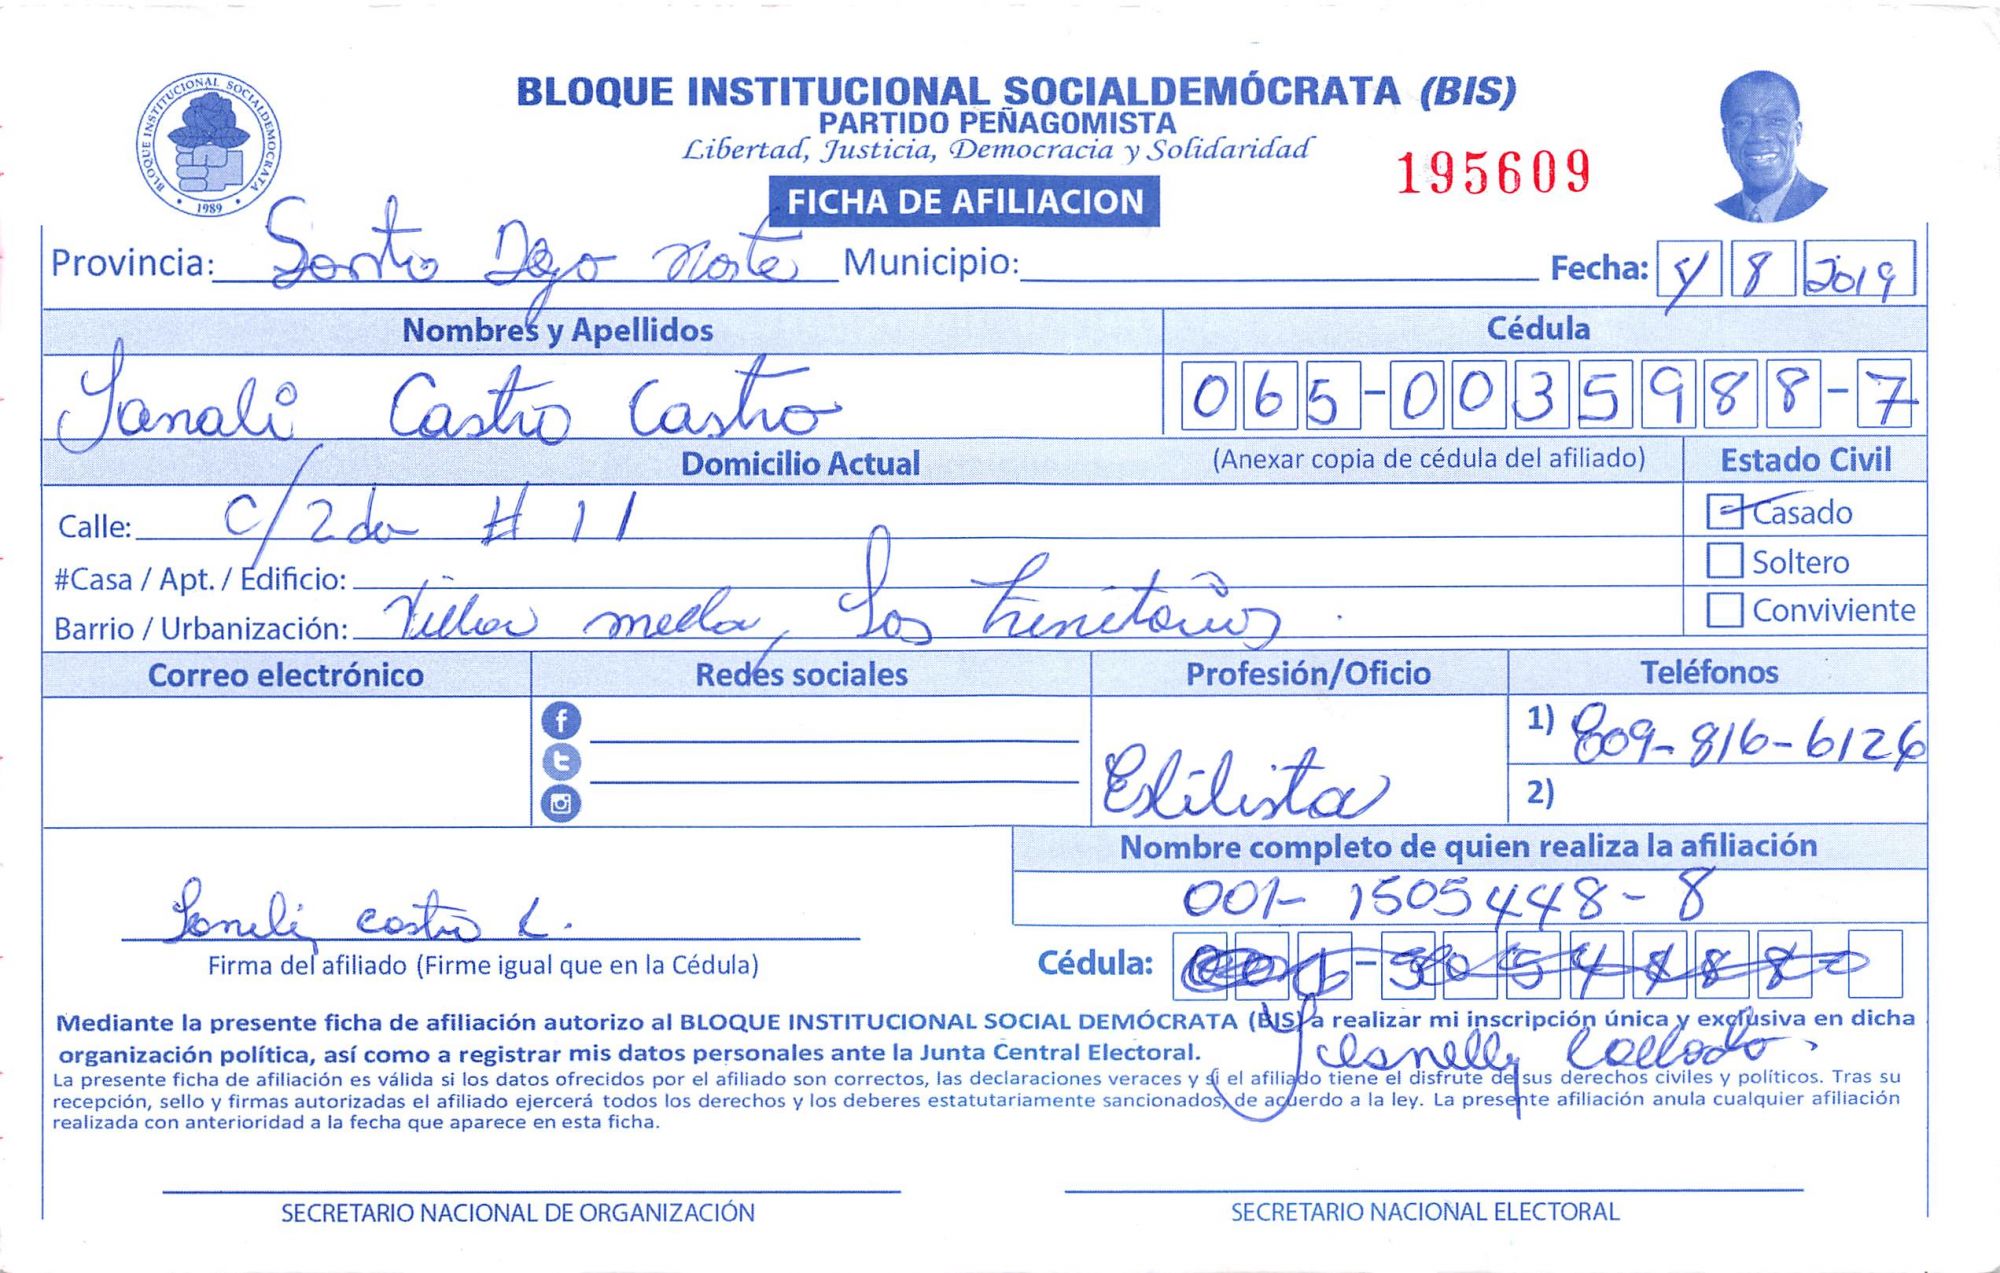 BLOQUE INSTITUCIONAL SOCIALDEMÓCRATA (BIS)
PARTIDO PEÑAGOMISTA
Libertad, Justicia, Democracia y Solidaridad
195609
BLOQUE INSTITUCIONAL SOCIALDEMOCRATA
1989
FICHA DE AFILIACION
Provincia: Santo Dgo Norte Municipio: Fecha: 8 2019
Nombres y Apellidos Cédula
Sanali Castro Castro 065-0035988-7
Domicilio Actual (Anexar copia de cédula del afiliado) Estado Civil
Calle: C/2da # 11 Casado
#Casa / Apt. / Edificio: Soltero
Barrio / Urbanización: Villa mella, Los trinitarios. Conviviente
Correo electrónico Redes sociales Profesión/Oficio Teléfonos
1) 809-816-6126
Estilista
2)
Nombre completo de quien realiza la afiliación
001-1505448-8
castro
Firma del afiliado (Firme igual que en la Cédula) Cédula:
Mediante la presente ficha de afiliación autorizo al BLOQUE INSTITUCIONAL SOCIAL DEMÓCRATA (BIS) a realizar mi inscripción única y exclusiva en dicha
organización política, así como a registrar mis datos personales ante la Junta Central Electoral.
Collado
La presente ficha de afiliación es válida si los datos ofrecidos por el afiliado son correctos, las declaraciones veraces y si el afiliado tiene el disfrute de sus derechos civiles y políticos. Tras su
recepción, sello y firmas autorizadas el afiliado ejercerá todos los derechos y los deberes estatutariamente sancionados, de acuerdo a la ley. La presente afiliación anula cualquier afiliación
realizada con anterioridad a la fecha que aparece en esta ficha.
SECRETARIO NACIONAL DE ORGANIZACIÓN SECRETARIO NACIONAL ELECTORAL